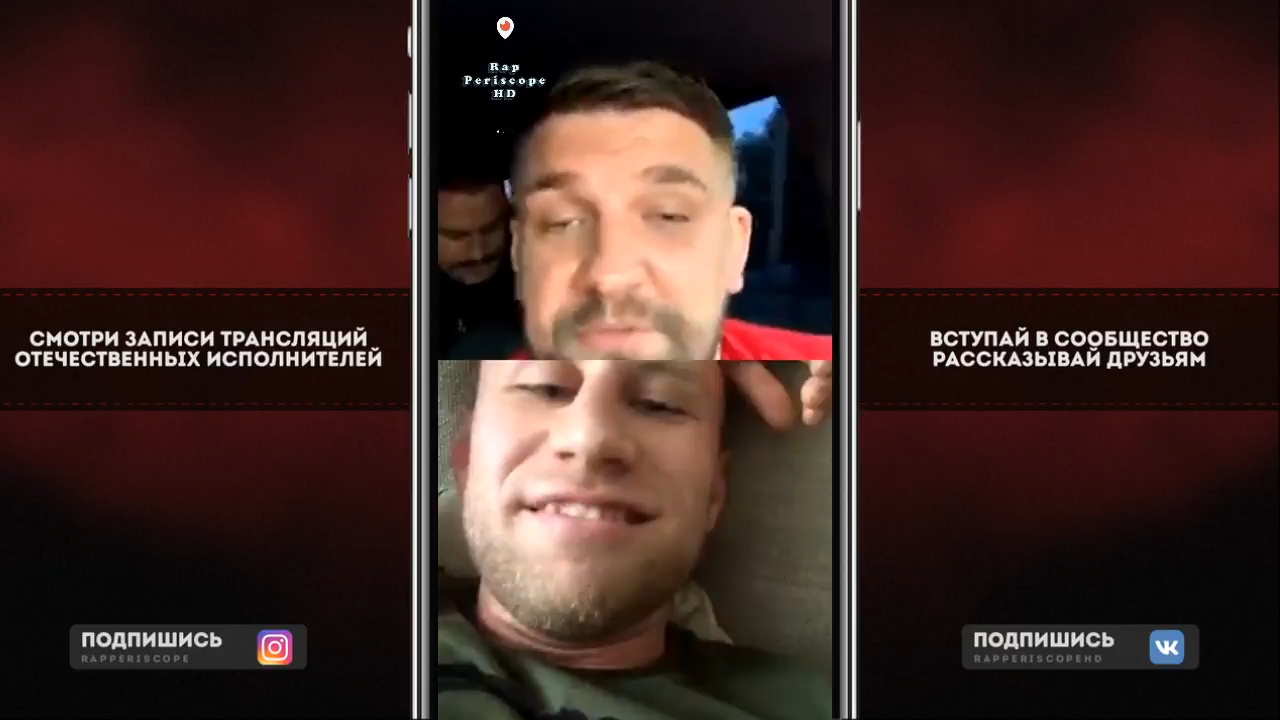 Rap
Periscope
HD
СМОТРИ ЗАПИСИ ТРАНСЛЯЦИЙ
ОТЕЧЕСТВЕННЫХ ИСПОЛНИТЕЛЕЙ
ВСТУПАЙ В СООБЩЕСТВО
РАССКАЗЫВАЙ ДРУЗЬЯМ
ПОДПИШИСЬ
RAPPERISCOPE
ПОДПИШИСЬ
RAPPERISCOPEHD